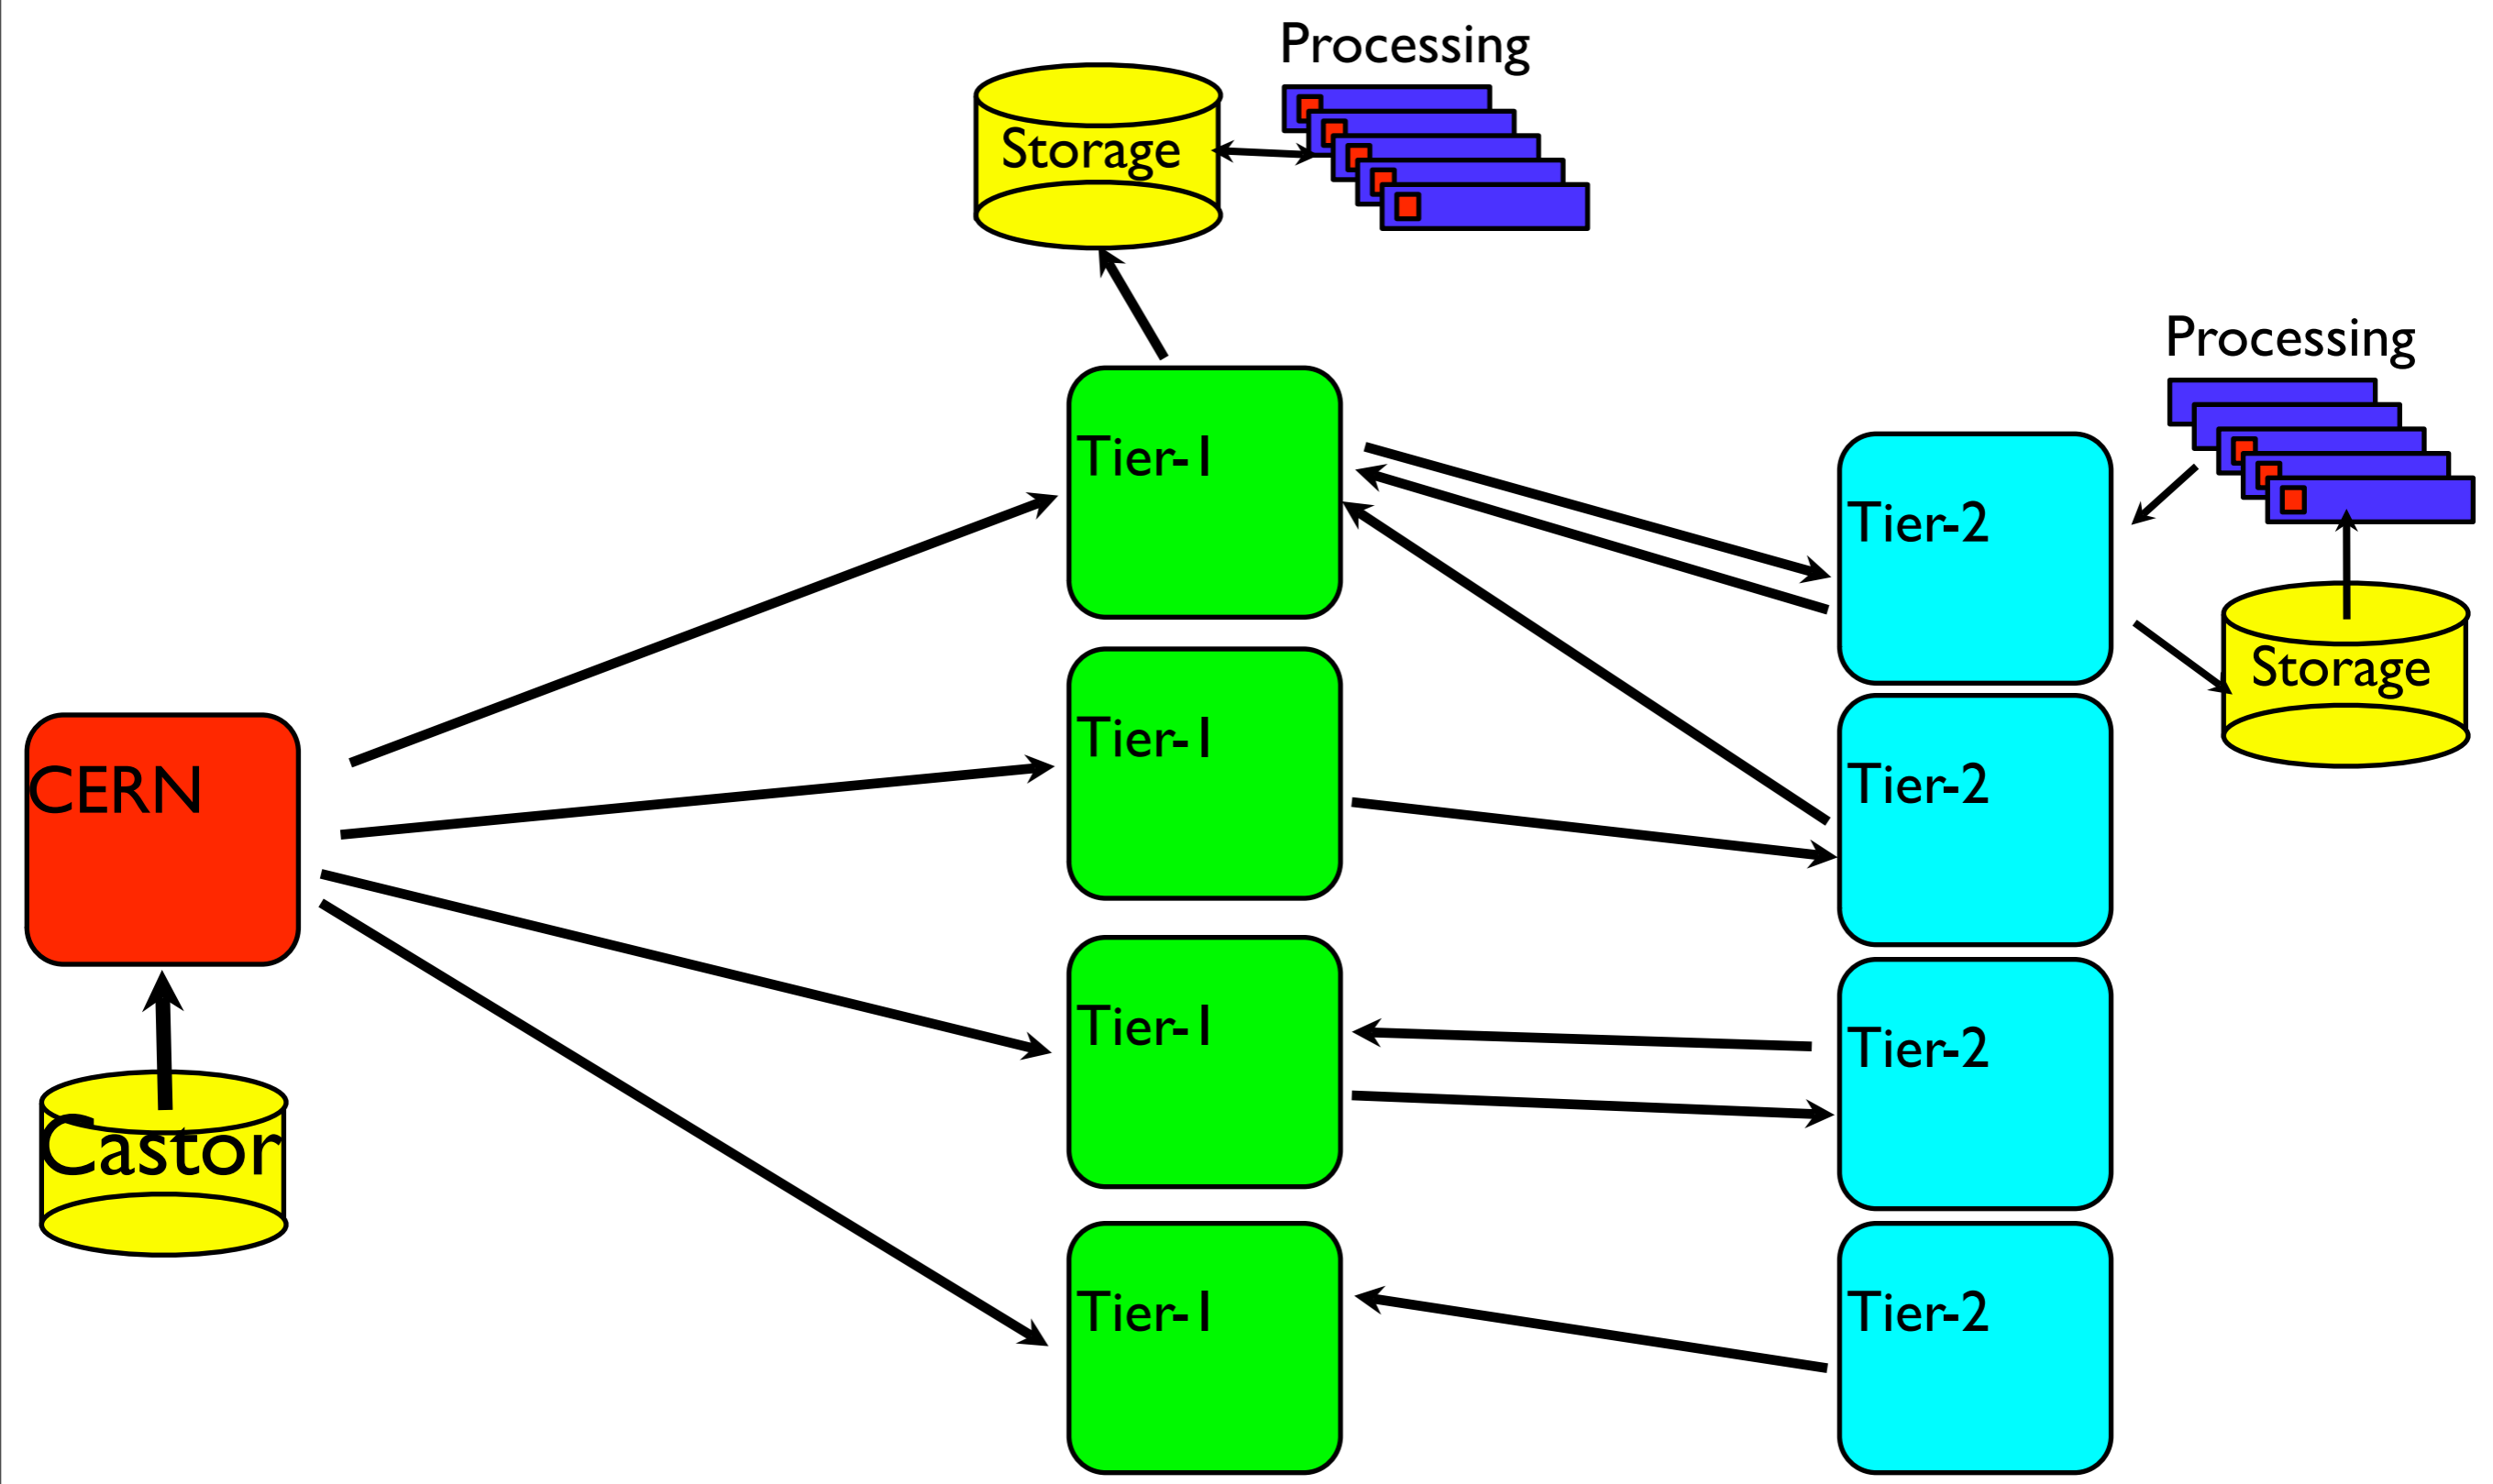 Processing
Storage
Processing
Tier-1
Tier-2
Storage
Tier-1
Tier-2
CERN
Tier-1
Tier-2
Castor
Tier-1
Tier-2